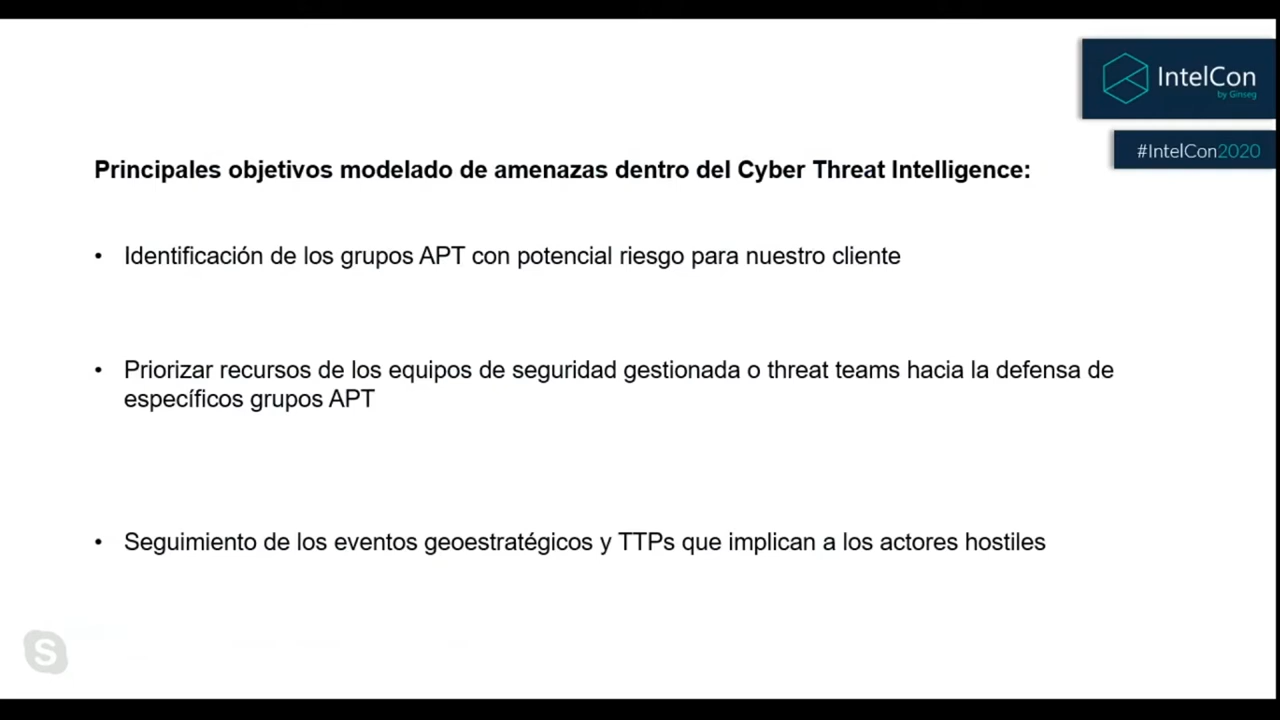 IntelCon
by Ginseg
#IntelCon2020
Principales objetivos modelado de amenazas dentro del Cyber Threat Intelligence:
• Identificación de los grupos APT con potencial riesgo para nuestro cliente
• Priorizar recursos de los equipos de seguridad gestionada o threat teams hacia la defensa de
específicos grupos APT
• Seguimiento de los eventos geoestratégicos y TTPs que implican a los actores hostiles
S